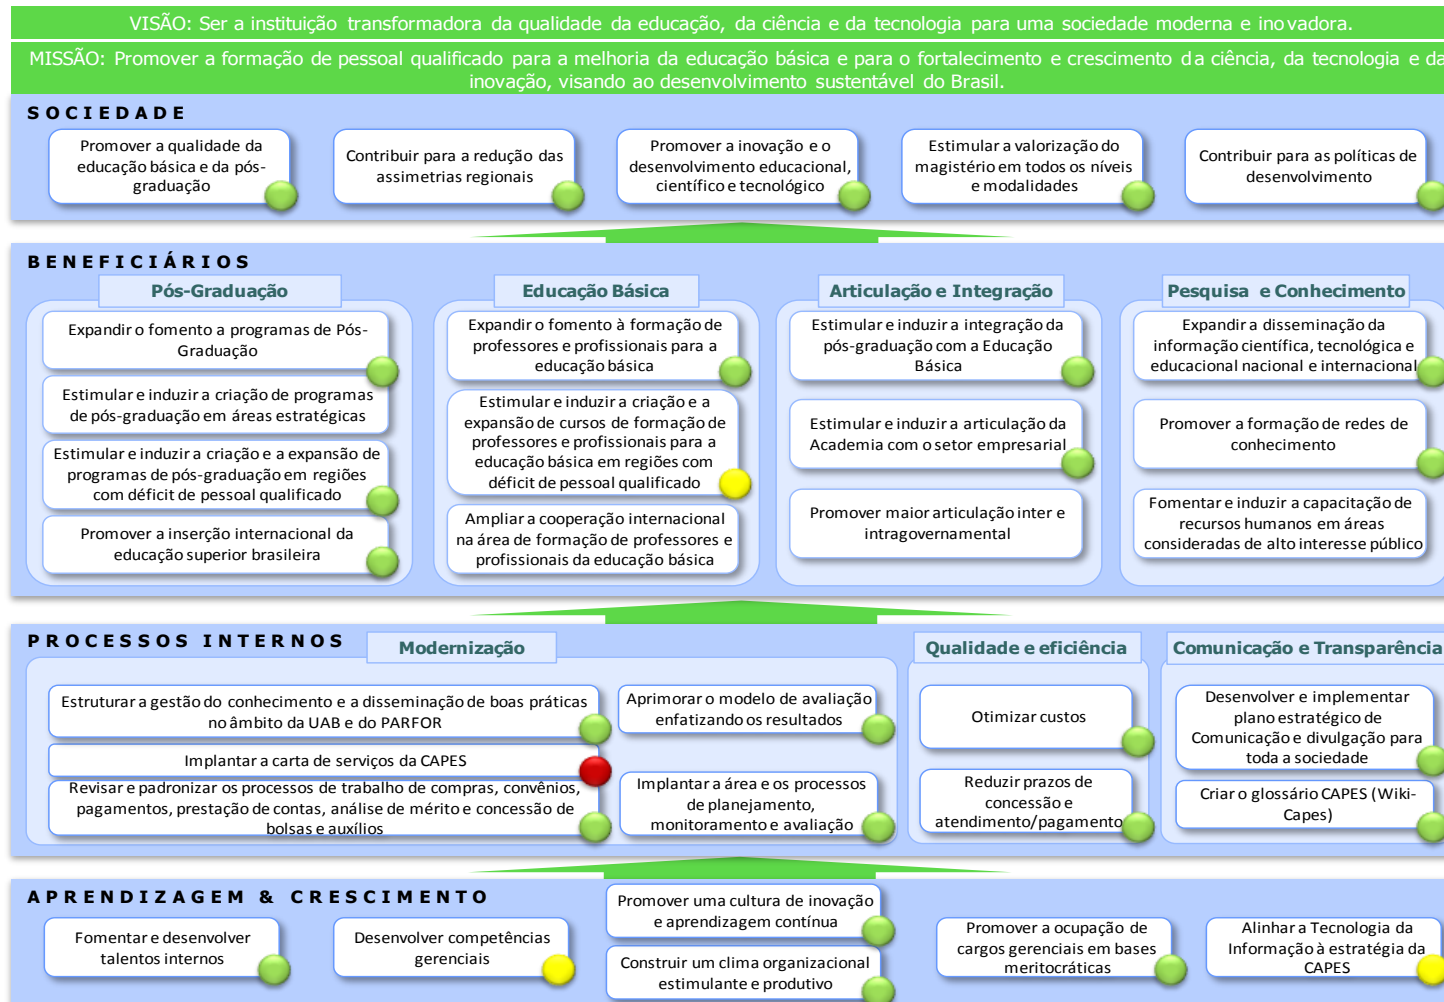 VISÃO: Ser a instituição transformadora da qualidade da educação, da ciência e da tecnologia para uma sociedade moderna e inovadora.
MISSÃO: Promover a formação de pessoal qualificado para a melhoria da educação básica e para o fortalecimento e crescimento da ciência, da tecnologia e da
inovação, visando ao desenvolvimento sustentável do Brasil.
SOCIEDADE
Promover a qualidade da
educação básica e da pós-
graduação
Contribuir para a redução das
assimetrias regionais
Promover a inovação e o
desenvolvimento educacional,
científico e tecnológico
Estimular a valorização do
magistério em todos os níveis
e modalidades
Contribuir para as políticas de
desenvolvimento
BENEFICIÁRIOS
Pós-Graduação
Expandir o fomento a programas de Pós-
Graduação
Estimular e induzir a criação de programas
de pós-graduação em áreas estratégicas
Estimular e induzir a criação e a expansão de
programas de pós-graduação em regiões
com déficit de pessoal qualificado
Promover a inserção internacional da
educação superior brasileira
Educação Básica
Expandir o fomento à formação de
professores e profissionais para a
educação básica
Estimular e induzir a criação e a
expansão de cursos de formação de
professores e profissionais para a
educação básica em regiões com
déficit de pessoal qualificado
Ampliar a cooperação internacional
na área de formação de professores e
profissionais da educação básica
Articulação e Integração
Estimular e induzir a integração da
pós-graduação com a Educação
Básica
Estimular e induzir a articulação da
Academia com o setor empresarial
Promover maior articulação inter e
intragovernamental
Pesquisa e Conhecimento
Expandir a disseminação da
informação científica, tecnológica e
educacional nacional e internacional
Promover a formação de redes de
conhecimento
Fomentar e induzir a capacitação de
recursos humanos em áreas
consideradas de alto interesse público
PROCESSOS INTERNOS
Modernização
Estruturar a gestão do conhecimento e a disseminação de boas práticas
no âmbito da UAB e do PARFOR
Implantar a carta de serviços da CAPES
Revisar e padronizar os processos de trabalho de compras, convênios,
pagamentos, prestação de contas, análise de mérito e concessão de
bolsas e auxílios
Aprimorar o modelo de avaliação
enfatizando os resultados
Implantar a área e os processos
de planejamento,
monitoramento e avaliação
Qualidade e eficiência
Otimizar custos
Reduzir prazos de
concessão e
atendimento/pagamento
Comunicação e Transparência
Desenvolver e implementar
plano estratégico de
Comunicação e divulgação para
toda a sociedade
Criar o glossário CAPES (Wiki-
Capes)
APRENDIZAGEM & CRESCIMENTO
Fomentar e desenvolver
talentos internos
Desenvolver competências
gerenciais
Promover uma cultura de inovação
e aprendizagem contínua
Construir um clima organizacional
estimulante e produtivo
Promover a ocupação de
cargos gerenciais em bases
meritocráticas
Alinhar a Tecnologia da
Informação à estratégia da
CAPES